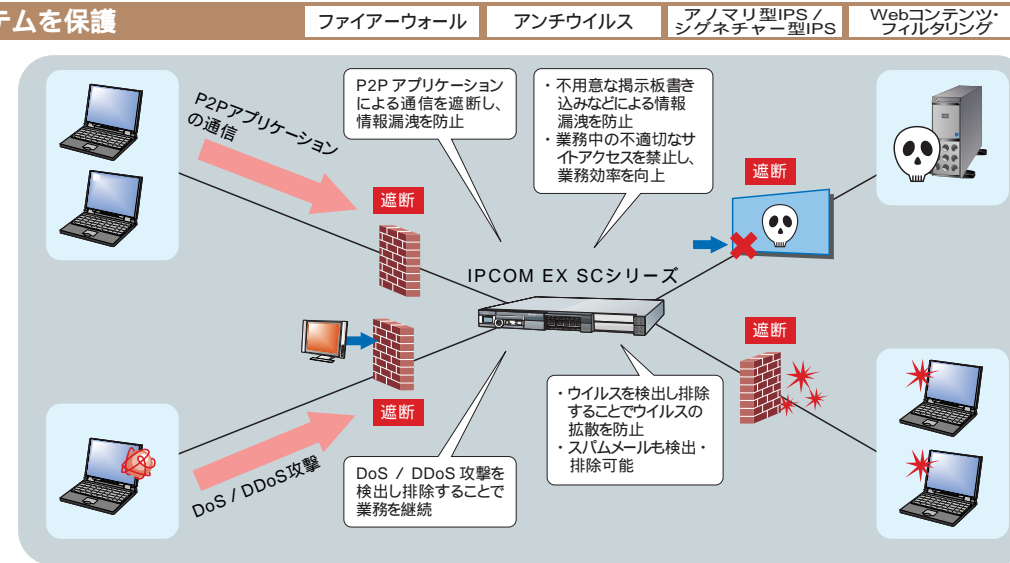 テムを保護
ファイアーウォール
アンチウイルス
アノマリ型IPS /
シグネチャー型IPS
Webコンテンツ・
フィルタリング
P2Pアプリケーション
の通信
P2P アプリケーション
による通信を遮断し、
情報漏洩を防止
・不用意な掲示板書き
込みなどによる情報
漏洩を防止
・業務中の不適切なサ
イトアクセスを禁止し、
業務効率を向上
遮断
遮断
IPCOM EX SCシリーズ
遮断
遮断
DoS / DDoS攻撃
DoS / DDoS 攻撃を
検出し排除することで
業務を継続
・ウイルスを検出し排除
することでウイルスの
拡散を防止
・スパムメールも検出・
排除可能